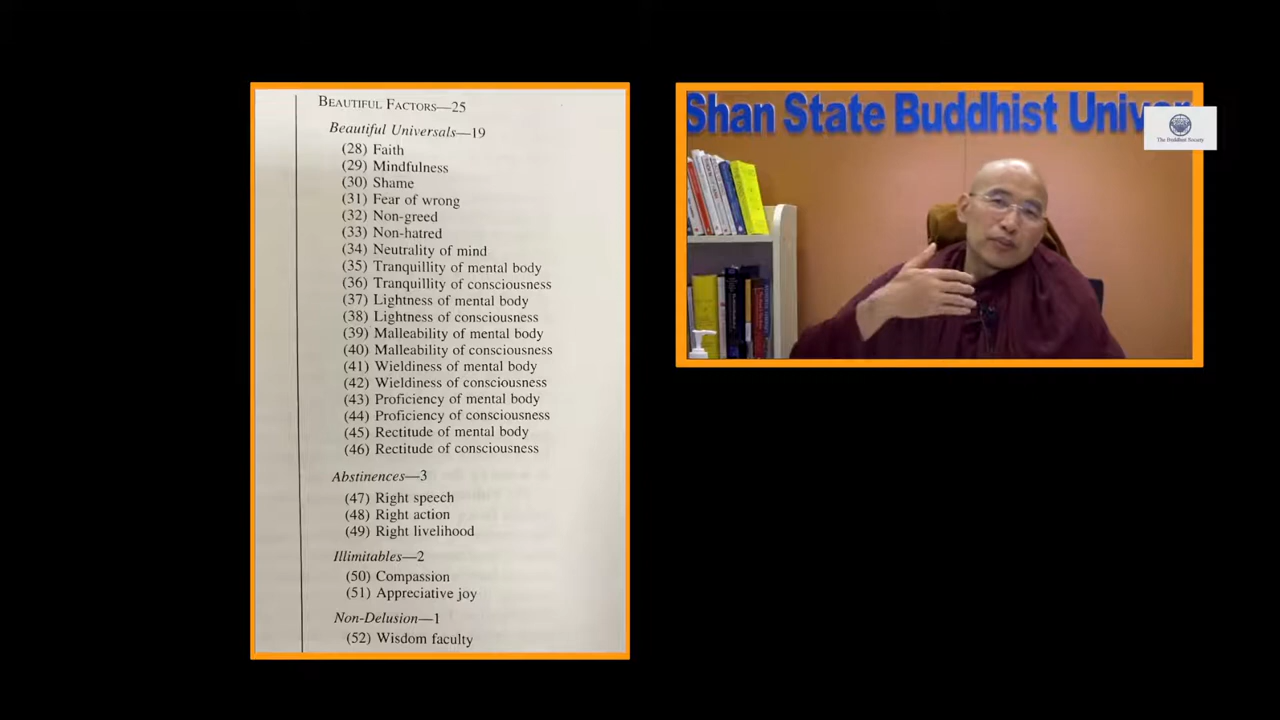 BEAUTIFUL FACTORS—25
Beautiful Universals—19
(28) Faith
(29) Mindfulness
(30) Shame
(31) Fear of wrong
(32) Non-greed
(33) Non-hatred
(34) Neutrality of mind
(35) Tranquillity of mental body
(36) Tranquillity of consciousness
(37) Lightness of mental body
(38) Lightness of consciousness
(39) Malleability of mental body
(40) Malleability of consciousness
(41) Wieldiness of mental body
(42) Wieldiness of consciousness
(43) Proficiency of mental body
(44) Proficiency of consciousness
(45) Rectitude of mental body
(46) Rectitude of consciousness
Abstinences—3
(47) Right speech
(48) Right action
(49) Right livelihood
Illimitables—2
(50) Compassion
(51) Appreciative joy
Non-Delusion—1
(52) Wisdom faculty
Shan State Buddhist Univer
The Buddhist Society